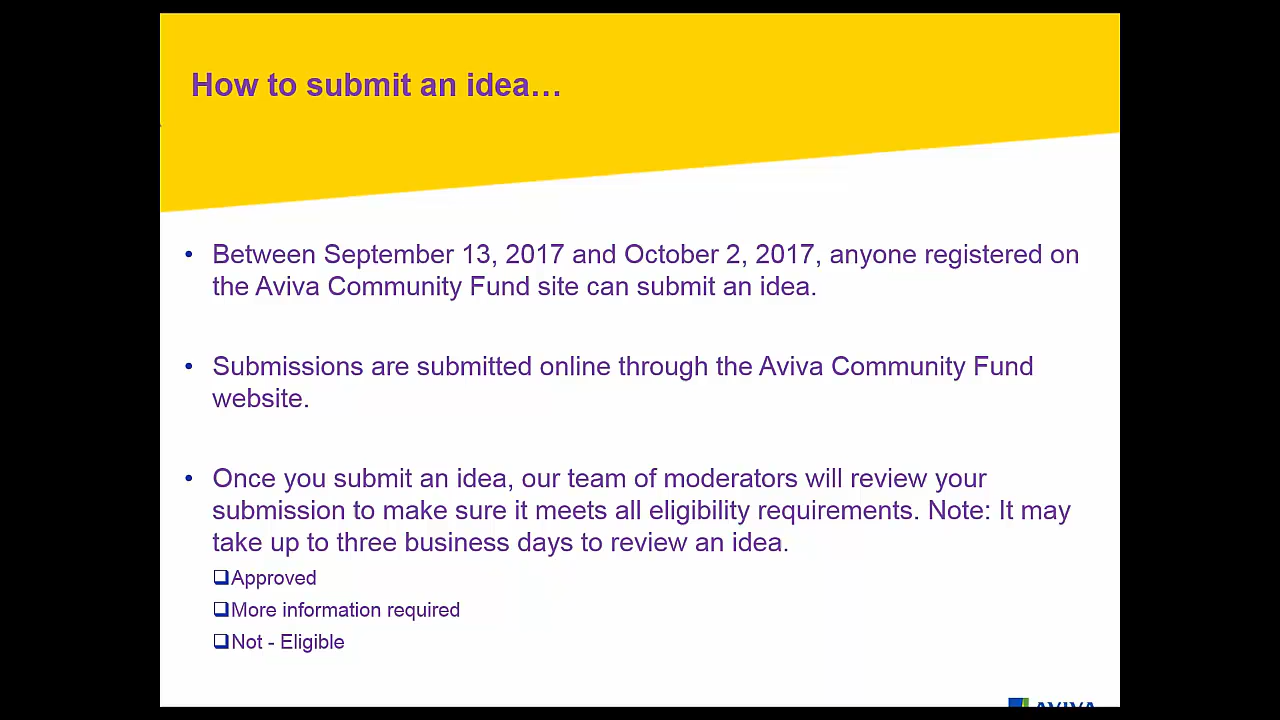 How to submit an idea…
• Between September 13, 2017 and October 2, 2017, anyone registered on
the Aviva Community Fund site can submit an idea.
• Submissions are submitted online through the Aviva Community Fund
website.
• Once you submit an idea, our team of moderators will review your
submission to make sure it meets all eligibility requirements. Note: It may
take up to three business days to review an idea.
❑Approved
❑More information required
❑Not - Eligible
AVIVA